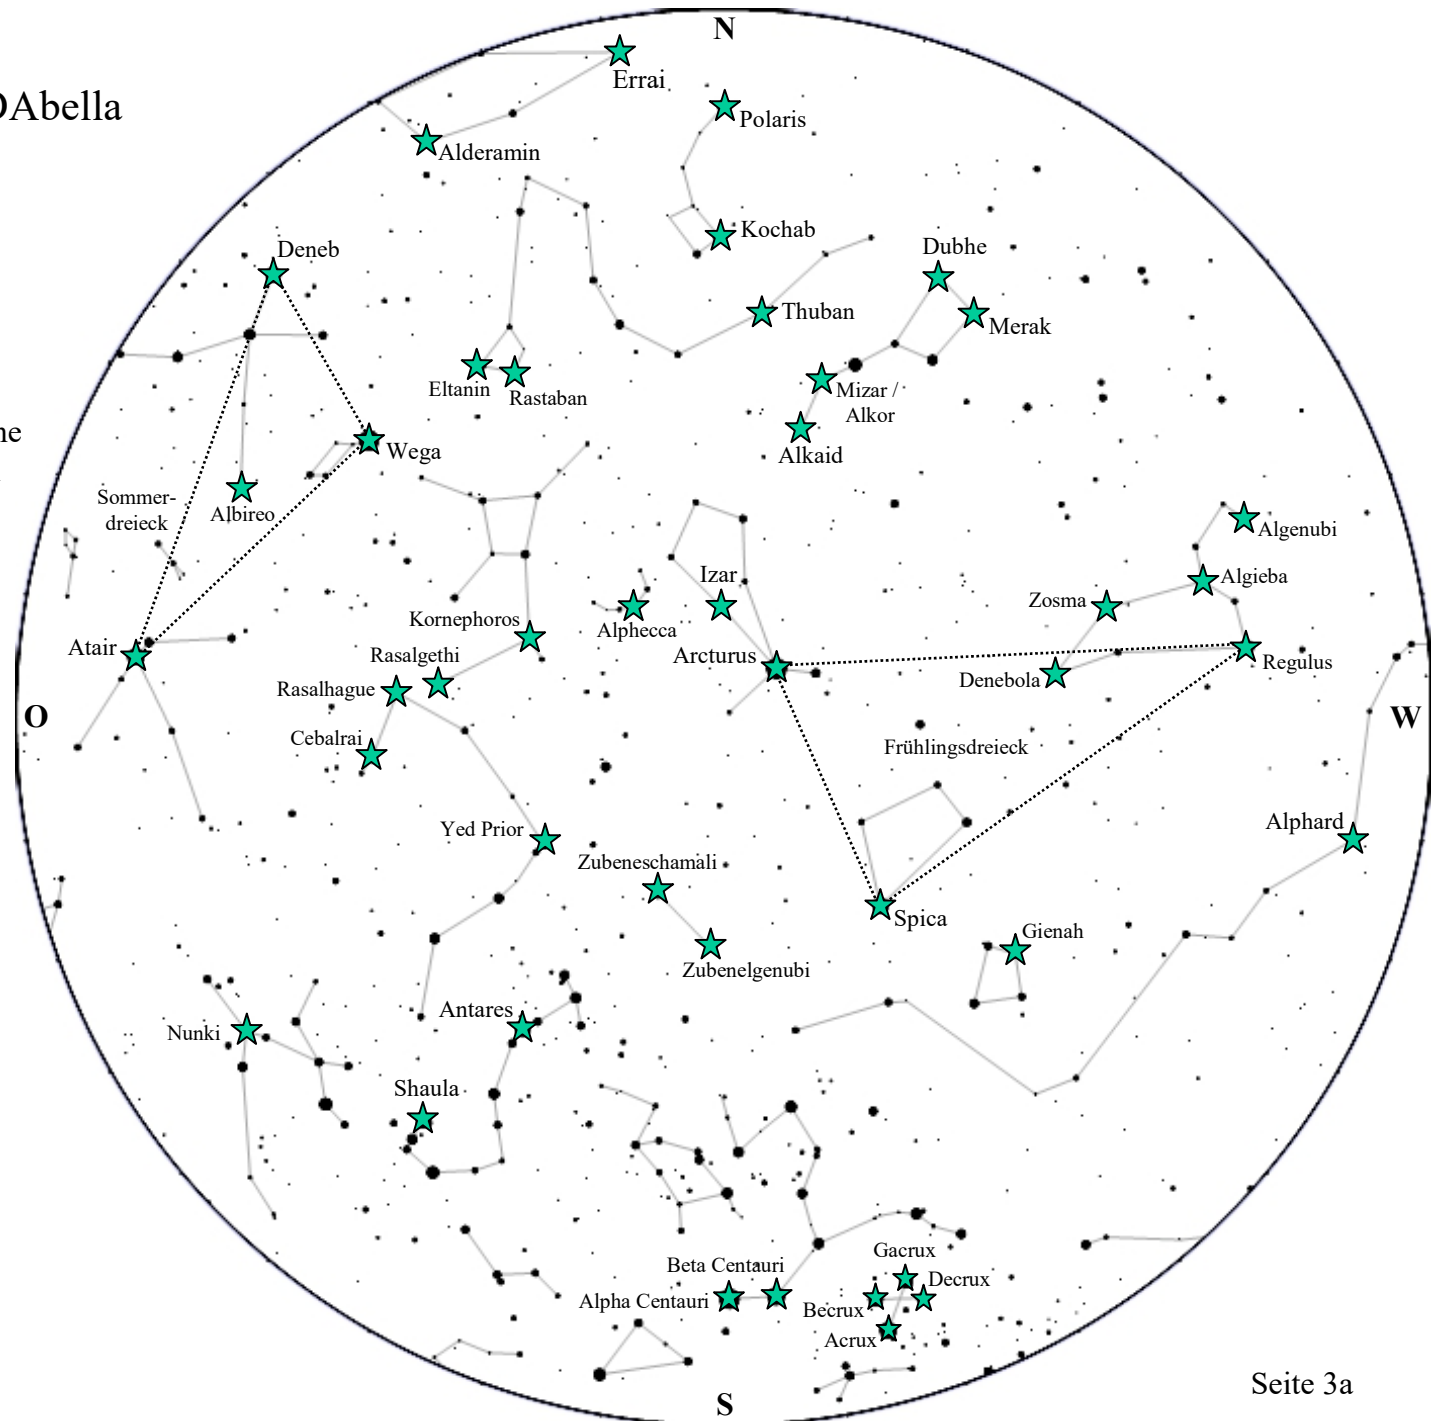 N
Errai
DAbella
Polaris
Alderamin
Kochab
Dubhe
Deneb
Thuban
Merak
Eltanin
Rastaban
Mizar /
Alkor
ne
Wega
Alkaid
Sommer-
dreieck
Albireo
Algenubi
Izar
Algieba
Zosma
Kornephoros
Alphecca
Atair
Rasalgethi
Arcturus
Regulus
Rasalhague
Denebola
O
W
Cebalrai
Frühlingsdreieck
Yed Prior
Alphard
Zubeneschamali
Spica
Gienah
Zubenelgenubi
Antares
Nunki
Shaula
Gacrux
Beta Centauri
Decrux
Alpha Centauri
Becrux
Acrux
Seite 3a
S